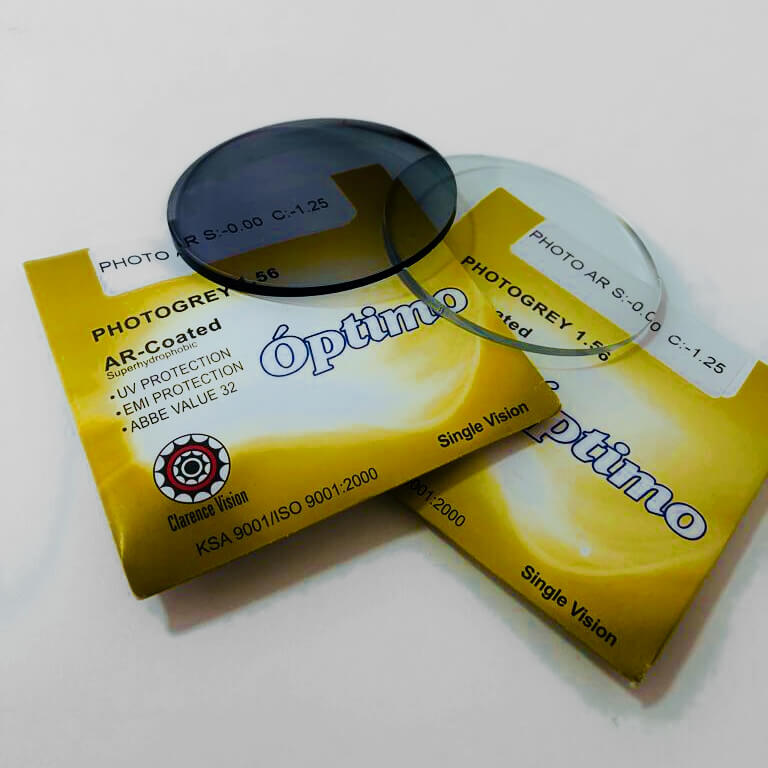 PHOTO AR S:-0.00 C:-1.25
PHOTOGREY 1.56
AR-Coated
Superhydrophobic
•UV PROTECTION
•EMI PROTECTION
•ABBE VALUE 32
Óptimo
Single Vision
Clarence Vision
KSA 9001/ISO 9001:2000
PHOTO AR S:-0.00 C:-1.25
PHOTOGREY 1.56
ated
ptimo
001:2000
Single Vision